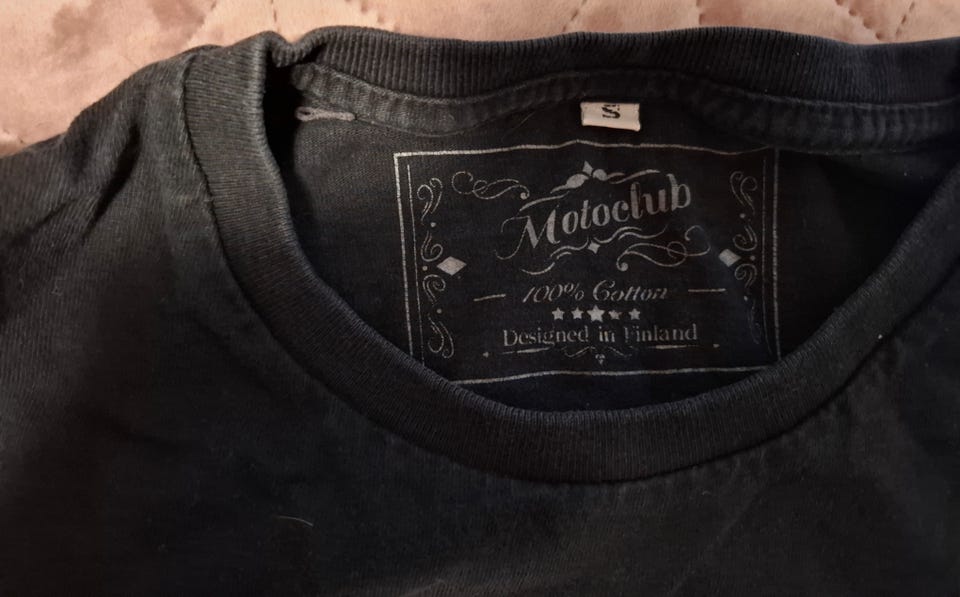 S
Motoclub
100% Cotton
Designed in Finland